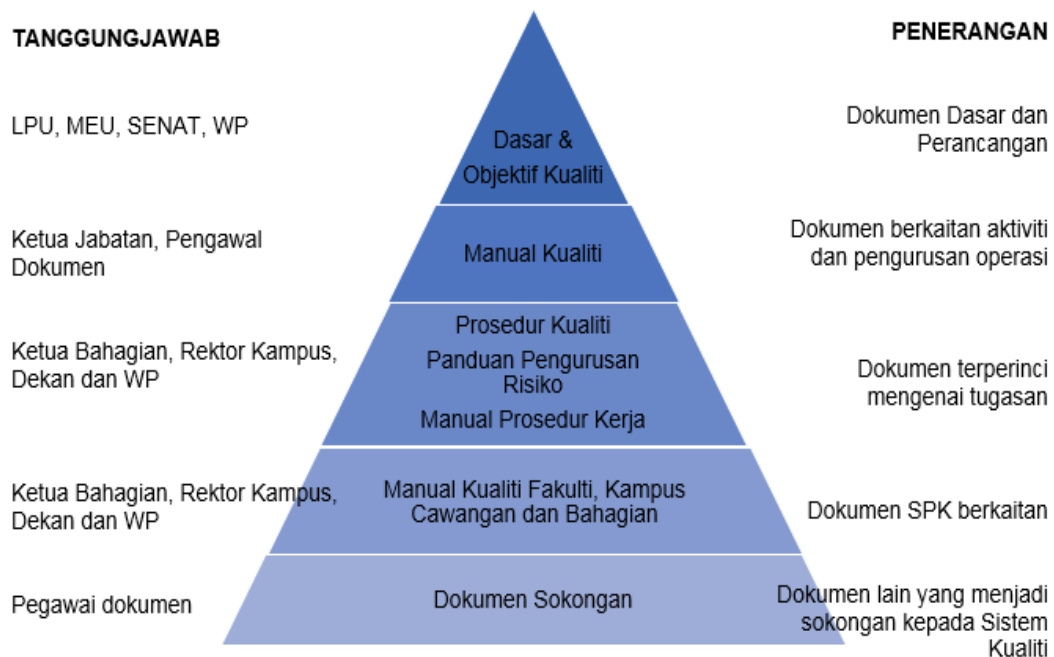 TANGGUNGJAWAB
PENERANGAN
LPU, MEU, SENAT, WP
Dasar &
Objektif Kualiti
Dokumen Dasar dan
Perancangan
Ketua Jabatan, Pengawal
Dokumen
Manual Kualiti
Dokumen berkaitan aktiviti
dan pengurusan operasi
Ketua Bahagian, Rektor Kampus,
Dekan dan WP
Prosedur Kualiti
Panduan Pengurusan
Risiko
Manual Prosedur Kerja
Dokumen terperinci
mengenai tugasan
Ketua Bahagian, Rektor Kampus,
Dekan dan WP
Manual Kualiti Fakulti, Kampus
Cawangan dan Bahagian
Dokumen SPK berkaitan
Pegawai dokumen
Dokumen Sokongan
Dokumen lain yang menjadi
sokongan kepada Sistem
Kualiti